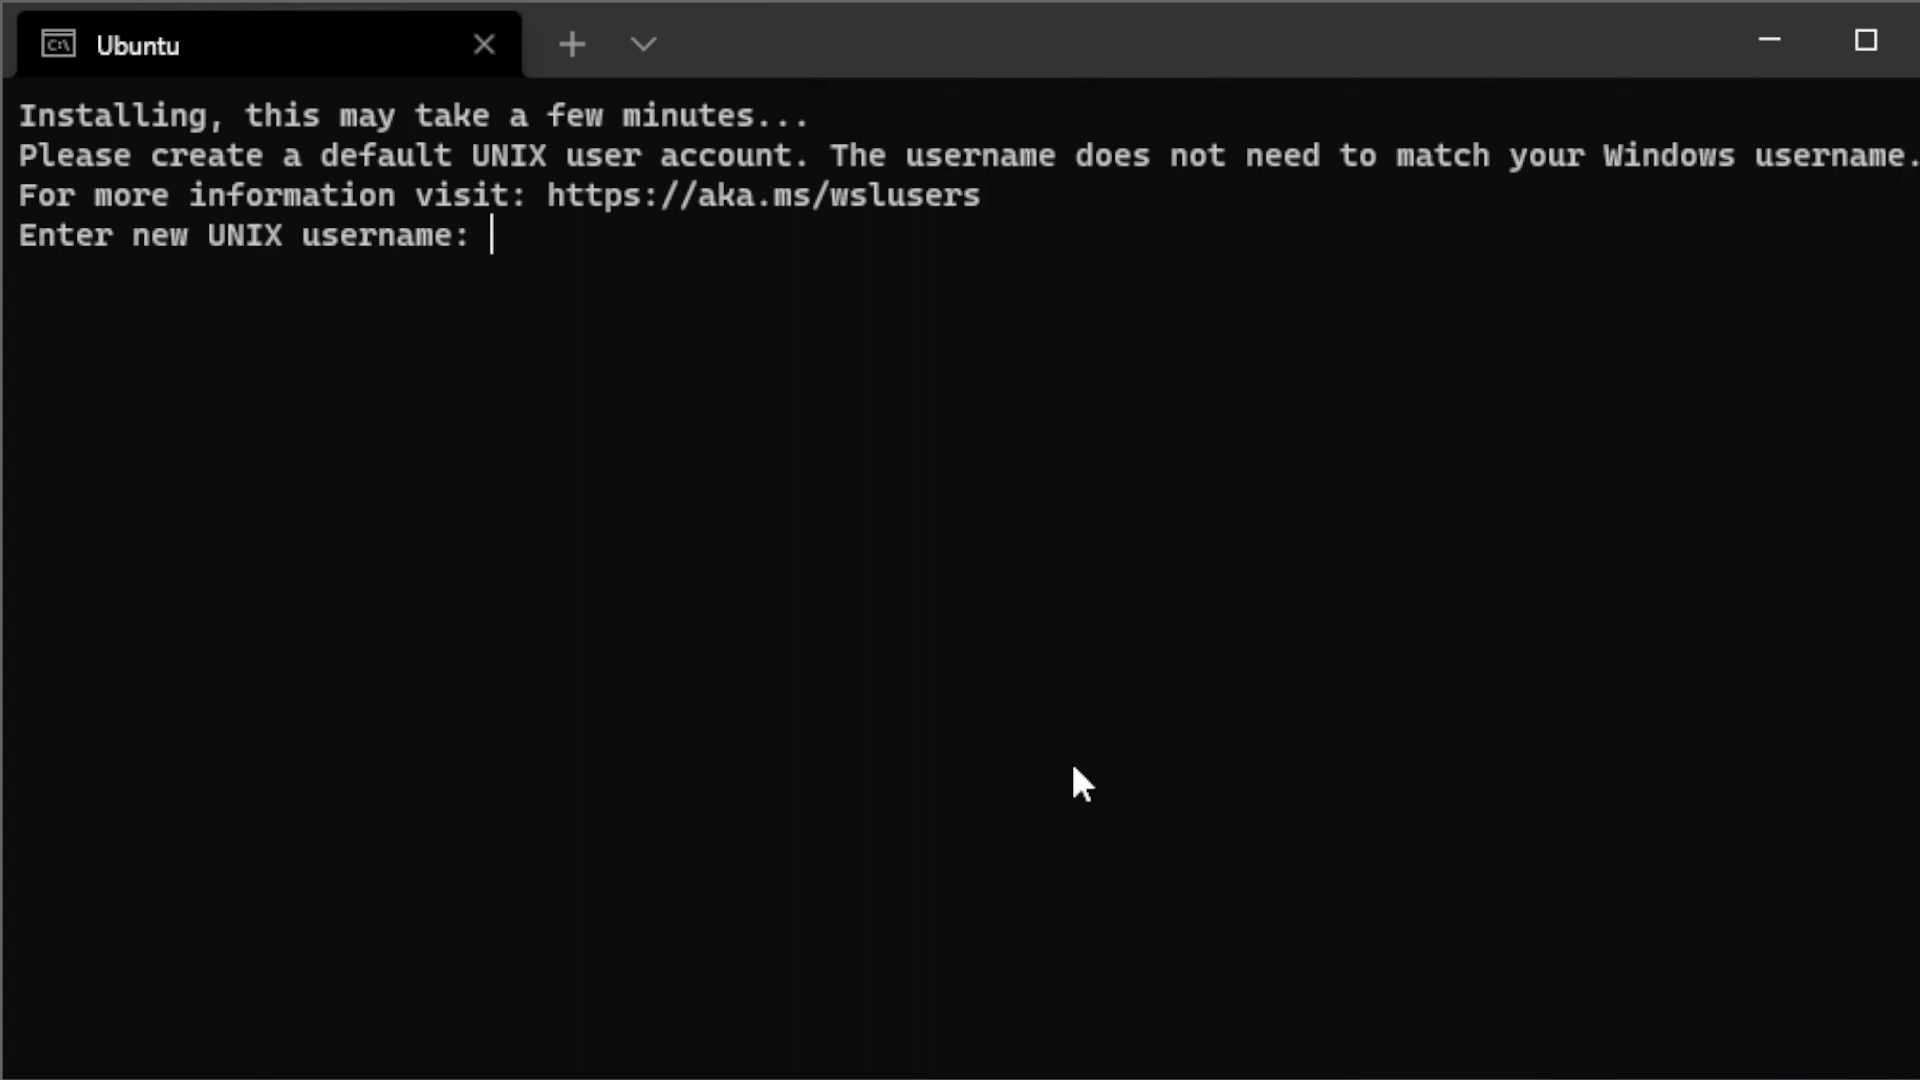 Ubuntu
Installing, this may take a few minutes...
Please create a default UNIX user account. The username does not need to match your Windows username.
For more information visit: https://aka.ms/wslusers
Enter new UNIX username: